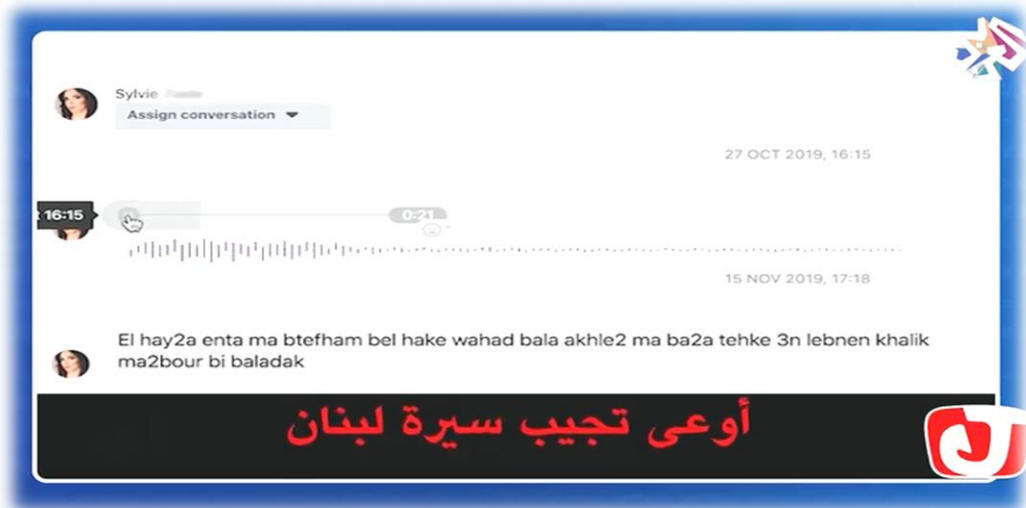 Sylvie
Assign conversation
27 OCT 2019, 16:15
16:15
0:21
15 NOV 2019, 17:18
El hay2a enta ma btefham bel hake wahad bala akhle2 ma ba2a tehke 3n lebnen khalik
ma2bour bi baladak
أوعى تجيب سيرة لبنان